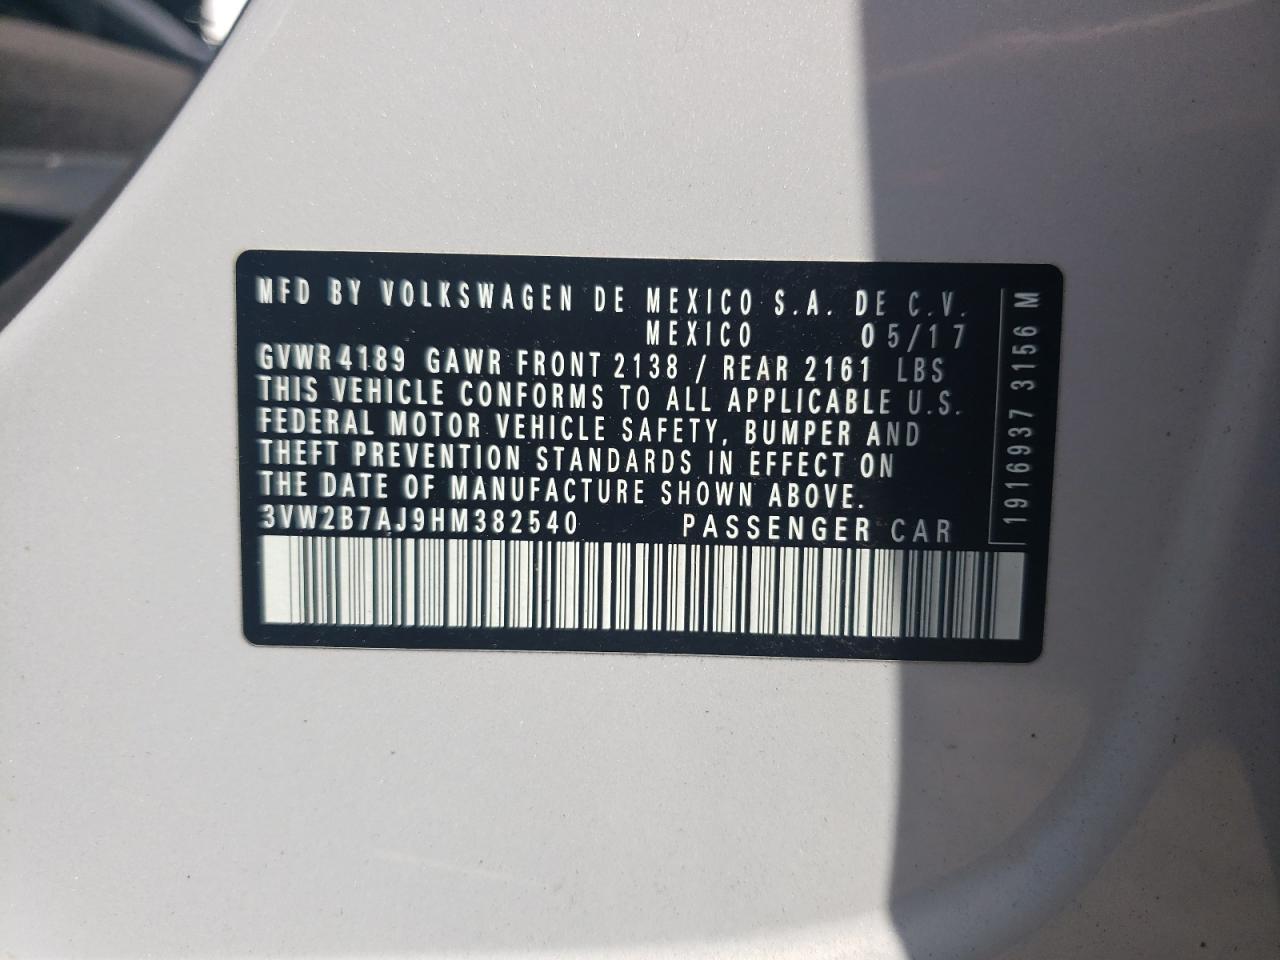 MFD BY VOLKSWAGEN DE MEXICO S.A. DE C.V.
MEXICO 05/17
GVWR 4189 GAWR FRONT 2138 / REAR 2161 LBS
THIS VEHICLE CONFORMS TO ALL APPLICABLE U.S.
FEDERAL MOTOR VEHICLE SAFETY, BUMPER AND
THEFT PREVENTION STANDARDS IN EFFECT ON
THE DATE OF MANUFACTURE SHOWN ABOVE.
3VW2B7AJ9HM382540 PASSENGER CAR
1916937 3156 M